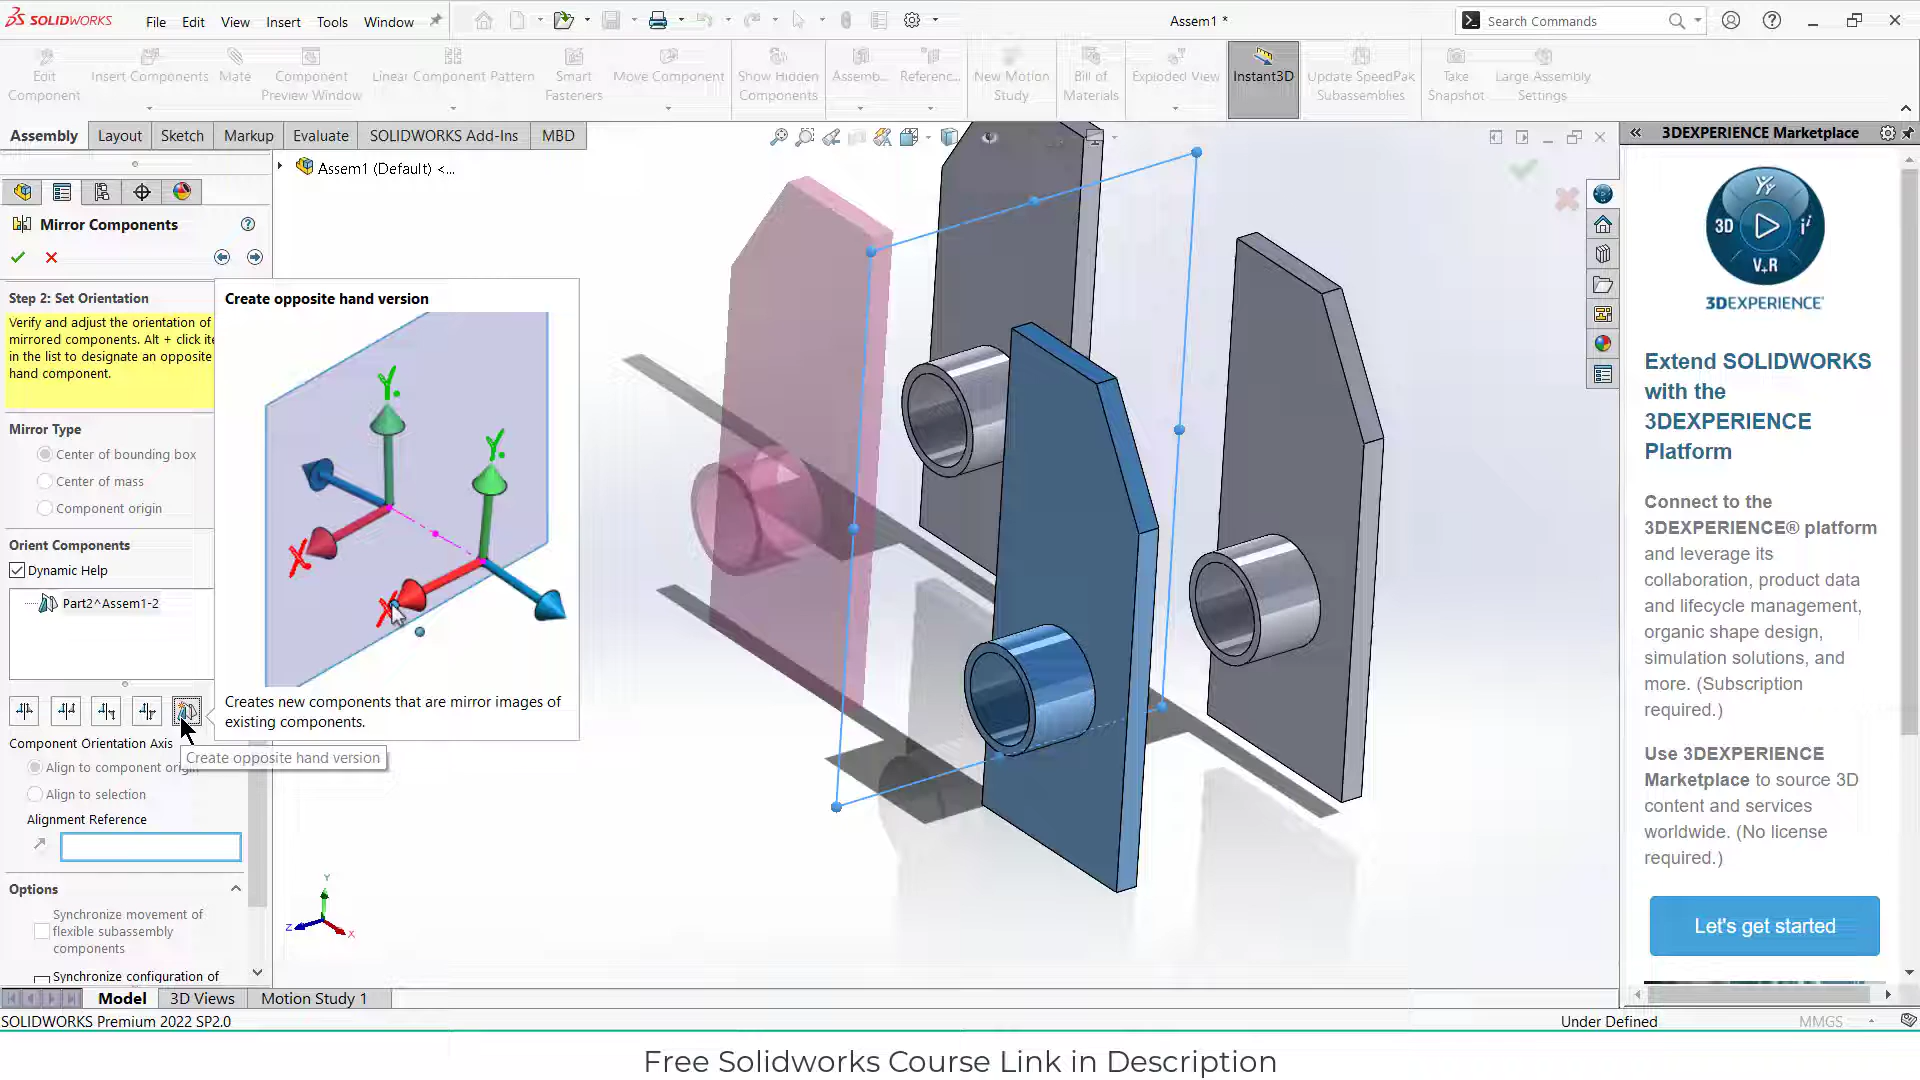 SOLIDWORKS
File
Edit
View
Insert
Tools
Window
Assem1 *
Search Commands
Edit
Component
Insert Components
Mate
Component
Preview Window
Linear Component Pattern
Smart
Fasteners
Move Component
Show Hidden
Components
Assemb...
Referenc...
New Motion
Study
Bill of
Materials
Exploded View
Instant3D
Update SpeedPak
Subassemblies
Take
Snapshot
Large Assembly
Settings
Assembly
Layout
Sketch
Markup
Evaluate
SOLIDWORKS Add-Ins
MBD
Assem1 (Default) <...
Mirror Components
Step 2: Set Orientation
Verify and adjust the orientation of
mirrored components. Alt + click ite
in the list to designate an opposite
hand component.
Mirror Type
Center of bounding box
Center of mass
Component origin
Orient Components
Dynamic Help
Part2^Assem1-2
Component Orientation Axis
Align to component origin
Align to selection
Alignment Reference
Options
Synchronize movement of
flexible subassembly
components
Synchronize configuration of
Create opposite hand version
Y
Y
X
X
Creates new components that are mirror images of
existing components.
Create opposite hand version
Y
Z
X
3DEXPERIENCE Marketplace
3D
V+R
3DEXPERIENCE
Extend SOLIDWORKS
with the
3DEXPERIENCE
Platform
Connect to the
3DEXPERIENCE® platform
and leverage its
collaboration, product data
and lifecycle management,
organic shape design,
simulation solutions, and
more. (Subscription
required.)
Use 3DEXPERIENCE
Marketplace to source 3D
content and services
worldwide. (No license
required.)
Let's get started
Model
3D Views
Motion Study 1
SOLIDWORKS Premium 2022 SP2.0
Under Defined
MMGS
Free Solidworks Course Link in Description